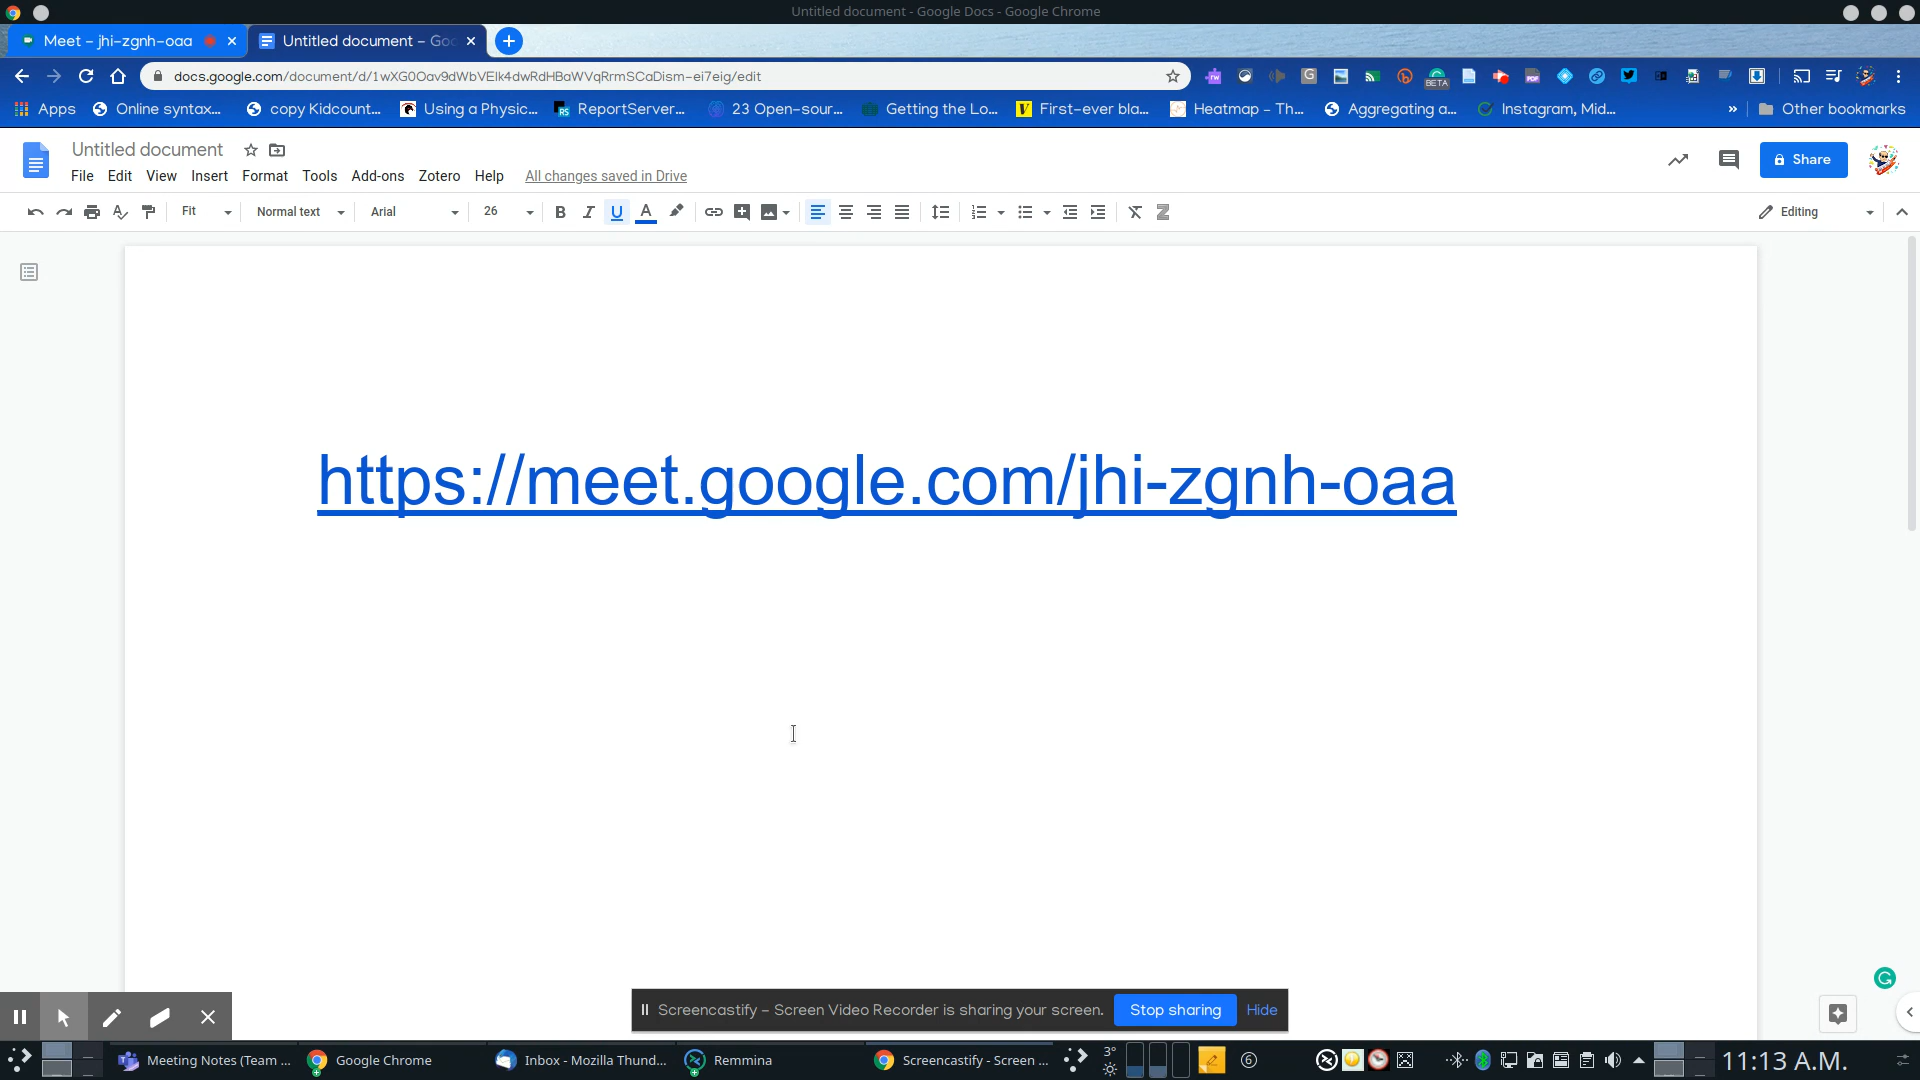 Untitled document - Google Docs - Google Chrome
Meet - jhi-zgnh-oaa
Untitled document - Goo
docs.google.com/document/d/1wXG0Oav9dWbVElk4dwRdHBaWVqRrmSCaDism-ei7eig/edit
BETA
Apps Online syntax... copy Kidcount... Using a Physic... ReportServer... 23 Open-sour... Getting the Lo... First-ever bla... Heatmap - Th... Aggregating a... Instagram, Mid... » Other bookmarks
Untitled document
File Edit View Insert Format Tools Add-ons Zotero Help All changes saved in Drive
Share
Fit Normal text Arial 26 B I U A Editing
https://meet.google.com/jhi-zgnh-oaa
Screencastify - Screen Video Recorder is sharing your screen. Stop sharing Hide
Meeting Notes (Team ... Google Chrome Inbox - Mozilla Thund... Remmina Screencastify - Screen ... 3° 6 11:13 A.M.